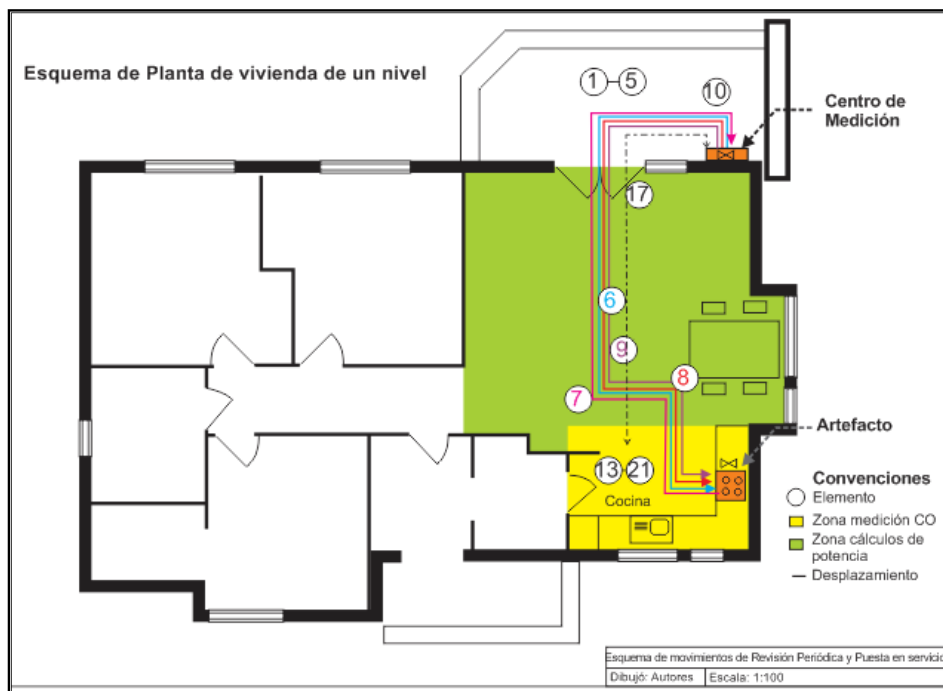 Esquema de Planta de vivienda de un nivel
1
5
10
Centro de
Medición
17
6
9
8
7
Artefacto
13
21
Cocina
Convenciones
Elemento
Zona medición CO
Zona cálculos de
potencia
Desplazamiento
Esquema de movimientos de Revisión Periódica y Puesta en servicio
Dibujó: Autores
Escala: 1:100